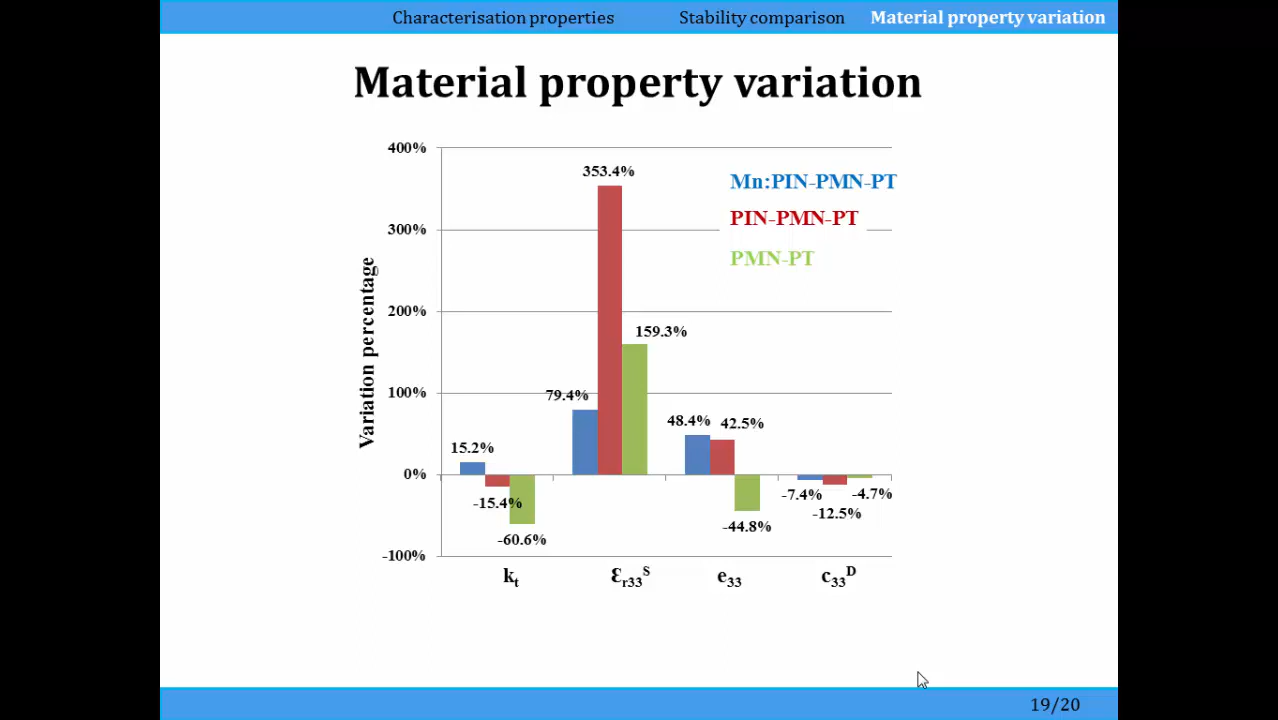 Characterisation properties Stability comparison Material property variation
Material property variation
Variation percentage
400%
300%
200%
100%
0%
-100%
353.4%
159.3%
79.4%
48.4%
42.5%
15.2%
-15.4%
-60.6%
-44.8%
-7.4%
-12.5%
-4.7%
Mn:PIN-PMN-PT
PIN-PMN-PT
PMN-PT
kt
Ɛr33S
e33
c33D
19/20